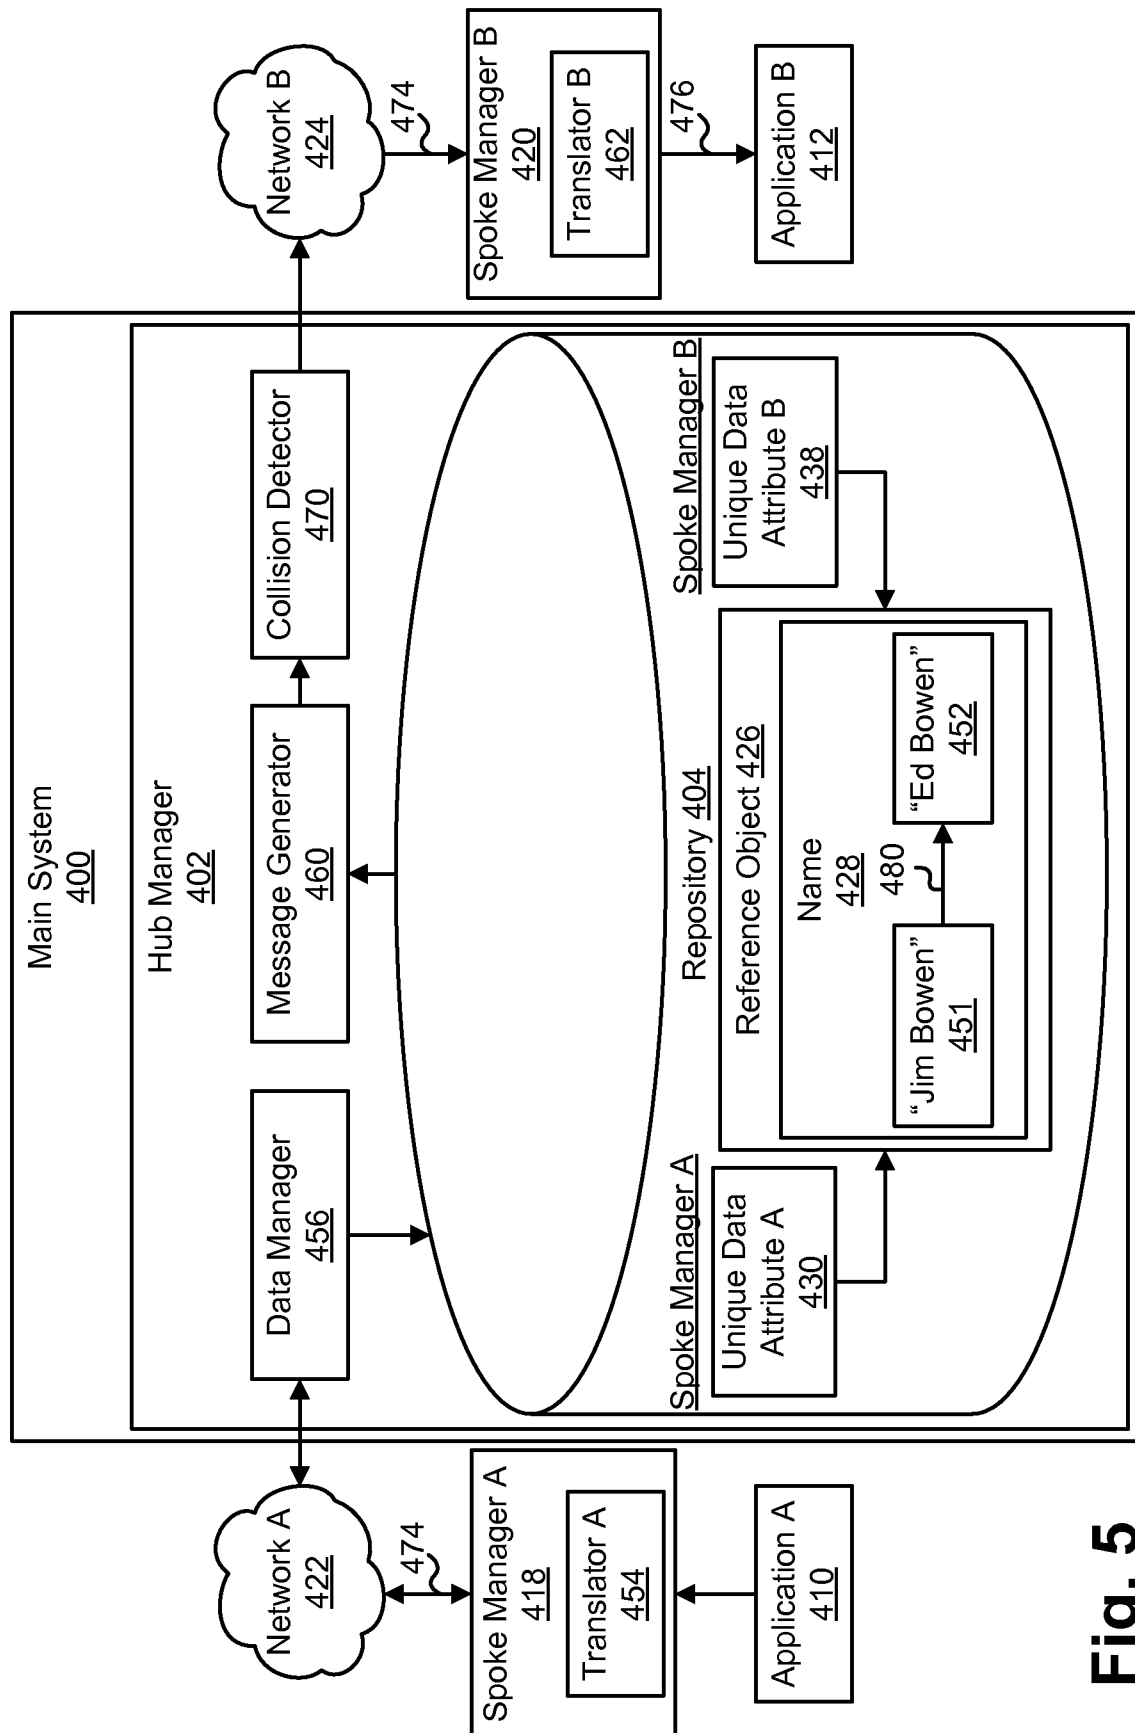 Main System
400
Hub Manager
402
Network A
422
Data Manager
456
Message Generator
460
Collision Detector
470
Network B
424
474
474
Spoke Manager A
418
Translator A
454
Spoke Manager B
420
Translator B
462
476
Application A
410
Application B
412
Repository 404
Spoke Manager A
Unique Data
Attribute A
430
Reference Object 426
Name
428
480
"Jim Bowen"
451
"Ed Bowen"
452
Spoke Manager B
Unique Data
Attribute B
438
Fig. 5